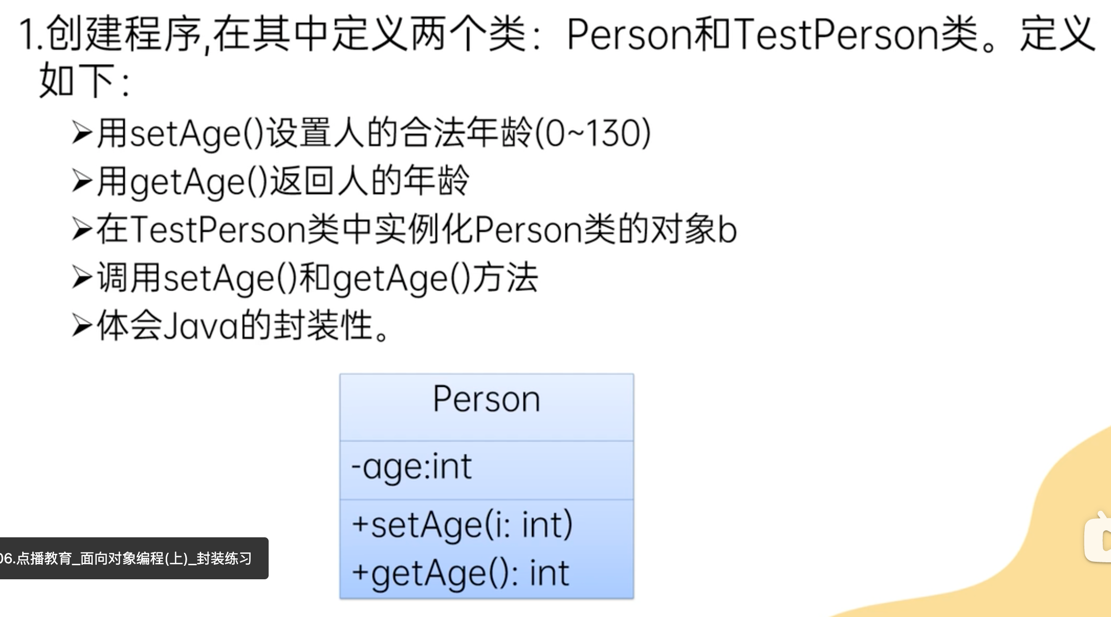 1.创建程序,在其中定义两个类：Person和TestPerson类。定义
如下：
➢用setAge()设置人的合法年龄(0~130)
➢用getAge()返回人的年龄
➢在TestPerson类中实例化Person类的对象b
➢调用setAge()和getAge()方法
➢体会Java的封装性。
Person
-age:int
+setAge(i: int)
+getAge(): int
06.点播教育_面向对象编程(上)_封装练习